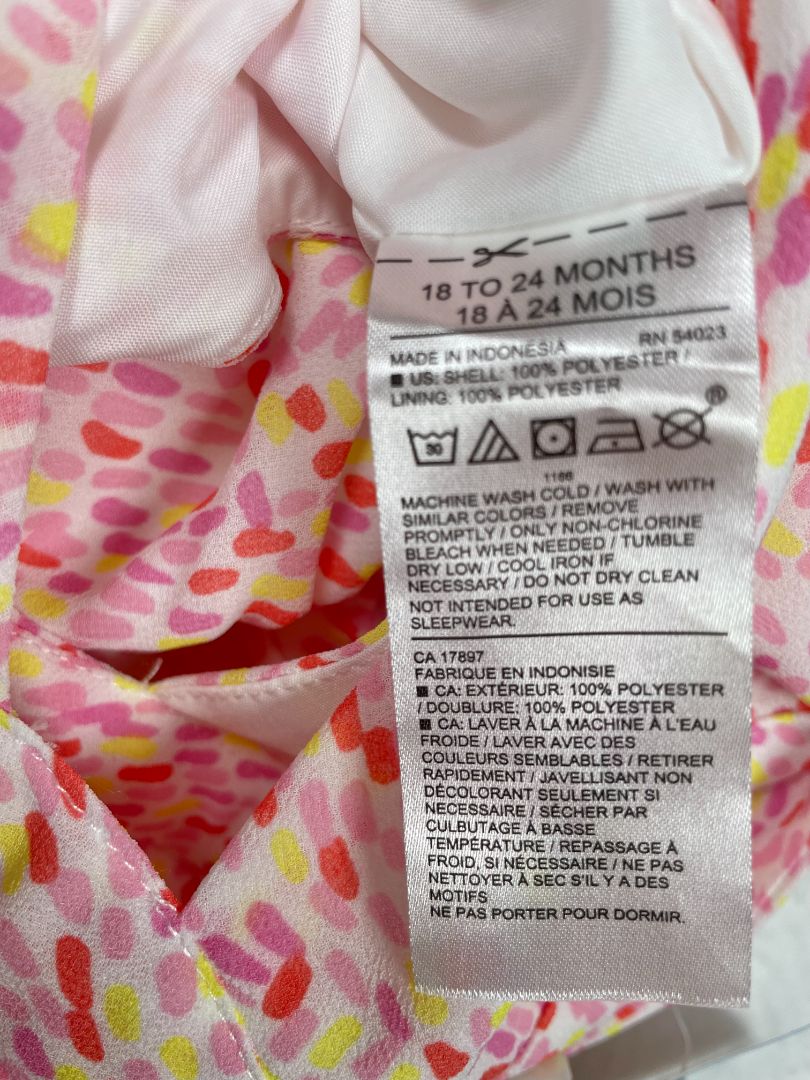 18 TO 24 MONTHS
18 À 24 MOIS
MADE IN INDONESIA RN 54023
■ US: SHELL: 100% POLYESTER /
LINING: 100% POLYESTER
30
®
1166
MACHINE WASH COLD / WASH WITH
SIMILAR COLORS / REMOVE
PROMPTLY / ONLY NON-CHLORINE
BLEACH WHEN NEEDED / TUMBLE
DRY LOW / COOL IRON IF
NECESSARY / DO NOT DRY CLEAN
NOT INTENDED FOR USE AS
SLEEPWEAR.
CA 17897
FABRIQUE EN INDONISIE
■ CA: EXTÉRIEUR: 100% POLYESTER
/ DOUBLURE: 100% POLYESTER
■ CA: LAVER À LA MACHINE À L'EAU
FROIDE / LAVER AVEC DES
COULEURS SEMBLABLES / RETIRER
RAPIDEMENT / JAVELLISANT NON
DÉCOLORANT SEULEMENT SI
NECESSAIRE / SÉCHER PAR
CULBUTAGE À BASSE
TEMPÉRATURE / REPASSAGE À
FROID, SI NÉCESSAIRE / NE PAS
NETTOYER À SEC S'IL Y A DES
MOTIFS
NE PAS PORTER POUR DORMIR.